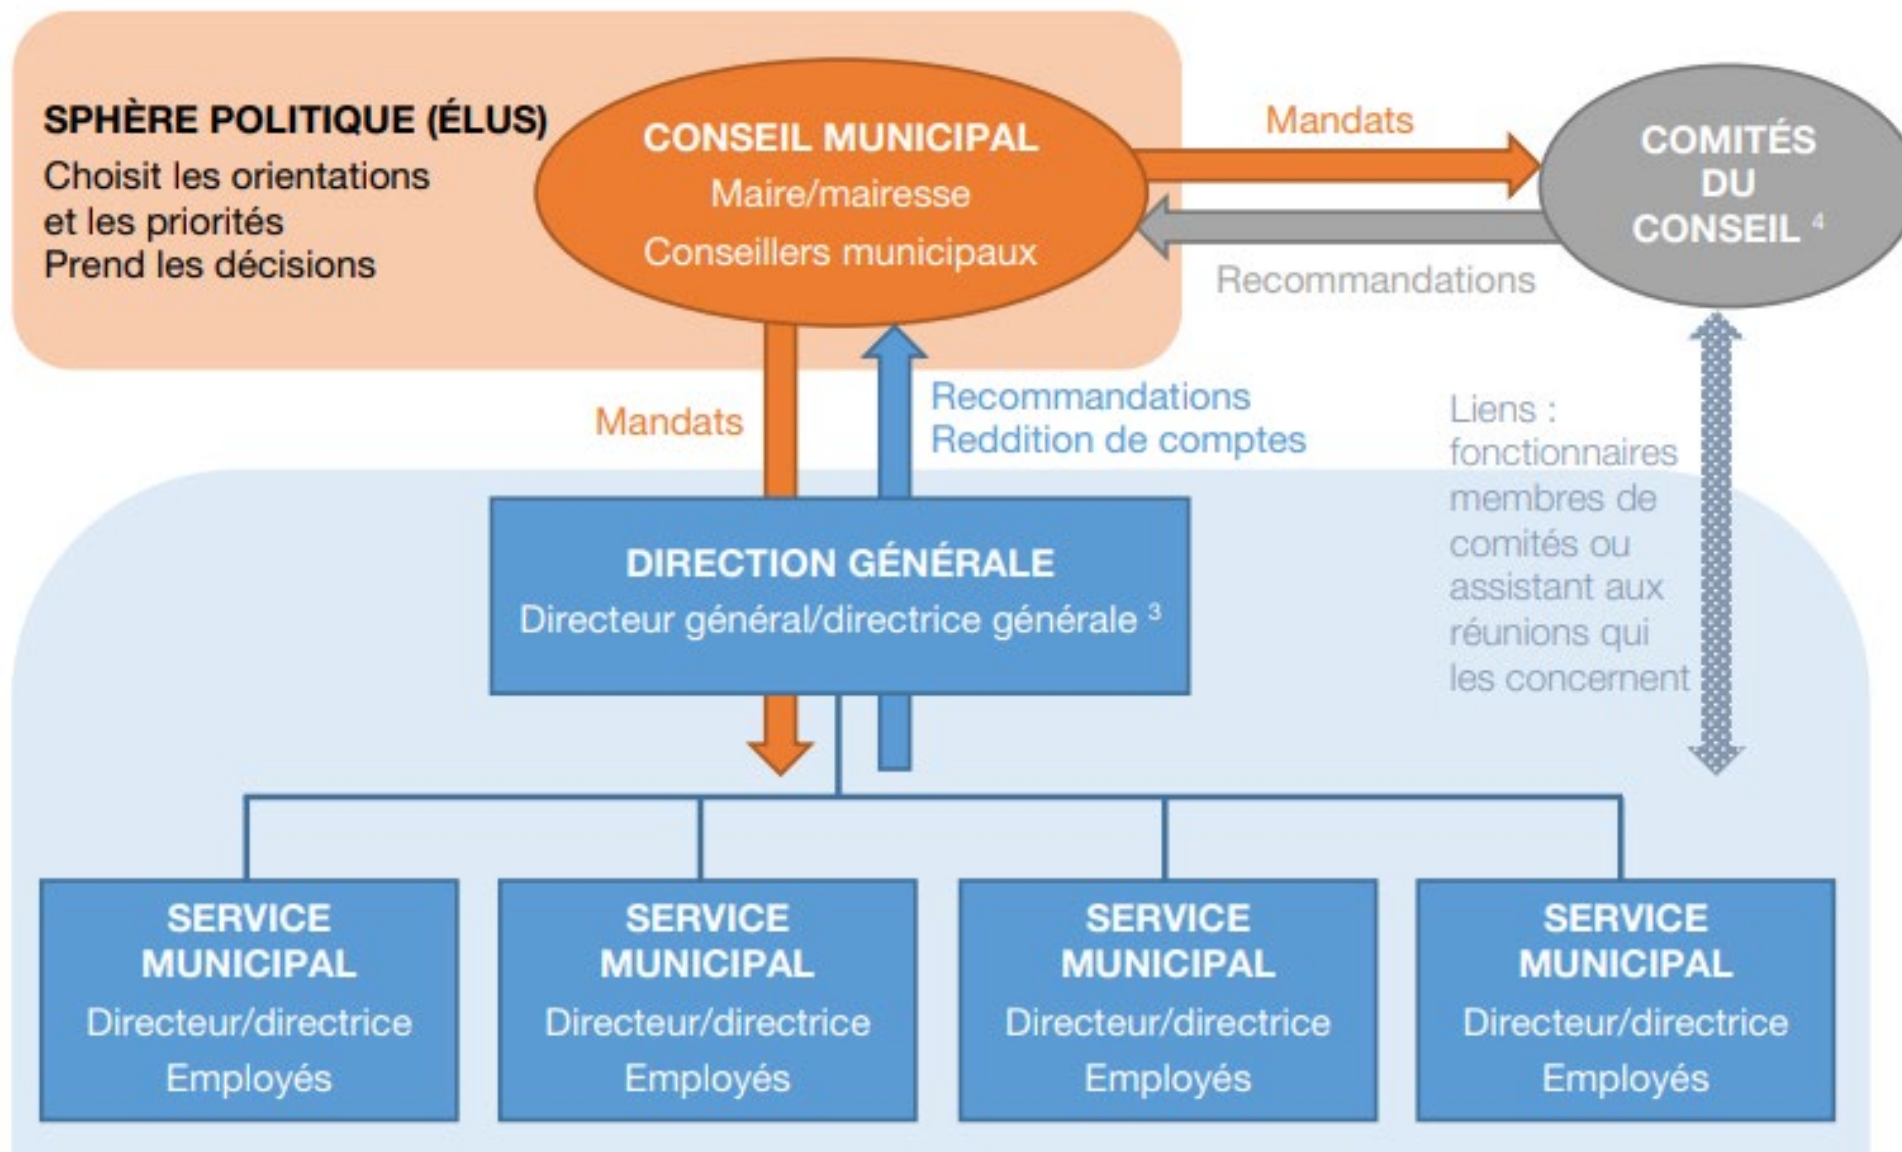 SPHÈRE POLITIQUE (ÉLUS)
Choisit les orientations
et les priorités
Prend les décisions
CONSEIL MUNICIPAL
Maire/mairesse
Conseillers municipaux
Mandats
Recommandations
COMITÉS
DU
CONSEIL ⁴
Mandats
Recommandations
Reddition de comptes
Liens :
fonctionnaires
membres de
comités ou
assistant aux
réunions qui
les concernent
DIRECTION GÉNÉRALE
Directeur général/directrice générale ³
SERVICE
MUNICIPAL
Directeur/directrice
Employés
SERVICE
MUNICIPAL
Directeur/directrice
Employés
SERVICE
MUNICIPAL
Directeur/directrice
Employés
SERVICE
MUNICIPAL
Directeur/directrice
Employés